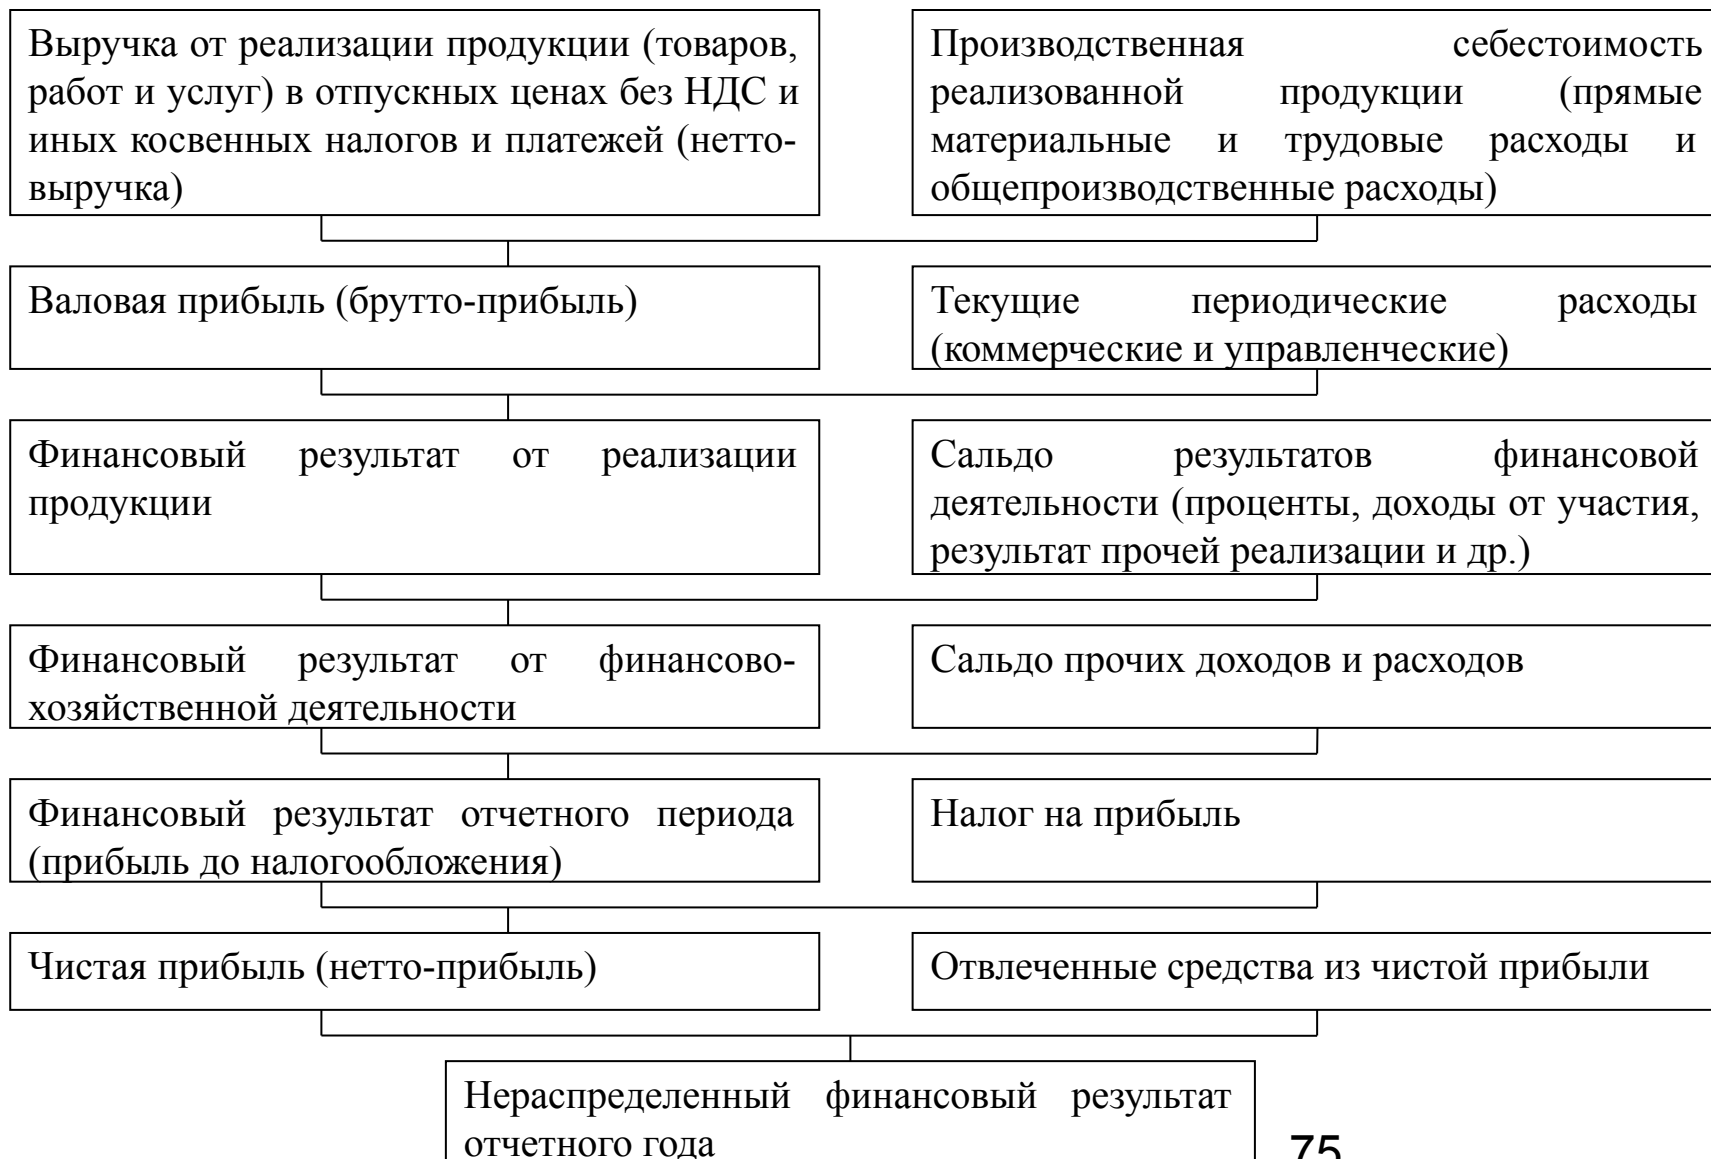 Выручка от реализации продукции (товаров,
работ и услуг) в отпускных ценах без НДС и
иных косвенных налогов и платежей (нетто-
выручка)
Производственная себестоимость
реализованной продукции (прямые
материальные и трудовые расходы и
общепроизводственные расходы)
Валовая прибыль (брутто-прибыль)
Текущие периодические расходы
(коммерческие и управленческие)
Финансовый результат от реализации
продукции
Сальдо результатов финансовой
деятельности (проценты, доходы от участия,
результат прочей реализации и др.)
Финансовый результат от финансово-
хозяйственной деятельности
Сальдо прочих доходов и расходов
Финансовый результат отчетного периода
(прибыль до налогообложения)
Налог на прибыль
Чистая прибыль (нетто-прибыль)
Отвлеченные средства из чистой прибыли
Нераспределенный финансовый результат
отчетного года
75